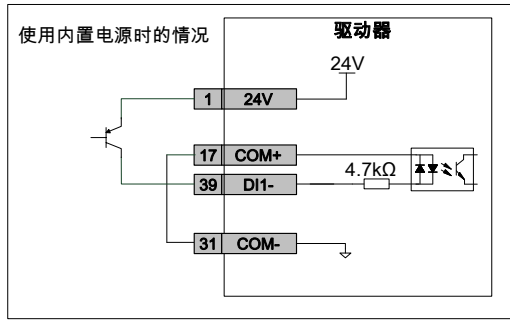 使用内置电源时的情况
驱动器
24V
1 24V
17 COM+
4.7kΩ
39 DI1-
31 COM-